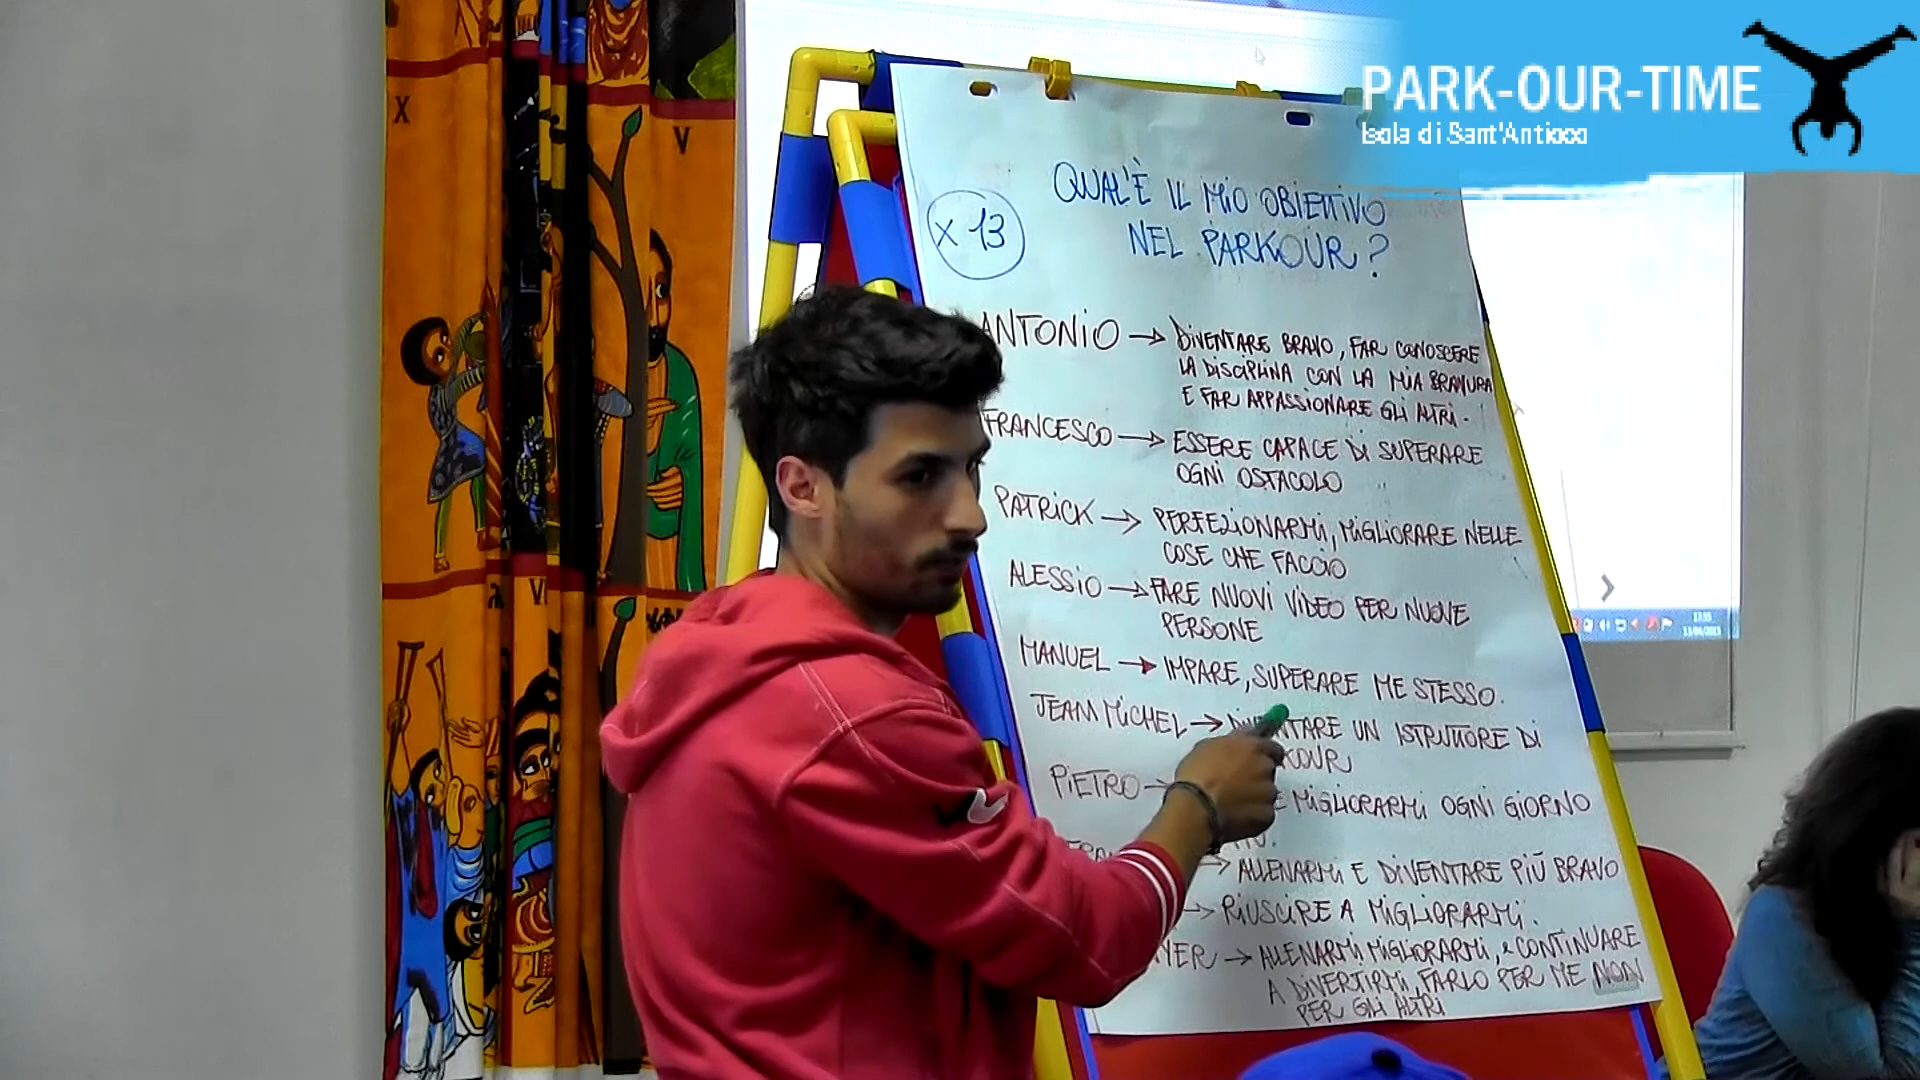 PARK-OUR-TIME
Isola di Sant'Antioco
X
V
VI
QUAL'È IL MIO OBIETTIVO
NEL PARKOUR?
X 13
ANTONIO → DIVENTARE BRAVO, FAR CONOSCERE
LA DISCIPLINA CON LA MIA BRAVURA
E FAR APPASSIONARE GLI ALTRI.
FRANCESCO → ESSERE CAPACE DI SUPERARE
OGNI OSTACOLO
PATRICK → PERFEZIONARMI, MIGLIORARE NELLE
COSE CHE FACCIO
ALESSIO → FARE NUOVI VIDEO PER NUOVE
PERSONE
MANUEL → IMPARE, SUPERARE ME STESSO.
JEAN MICHEL → DIVENTARE UN ISTRUTTORE DI
PIETRO → MIGLIORARMI OGNI GIORNO
→ ALLENARMI E DIVENTARE PIÙ BRAVO
→ RIUSCIRE A MIGLIORARMI.
→ ALLENARMI MIGLIORARMI, e CONTINUARE
A DIVERTIRMI, FARLO PER ME NON
PER GLI ALTRI